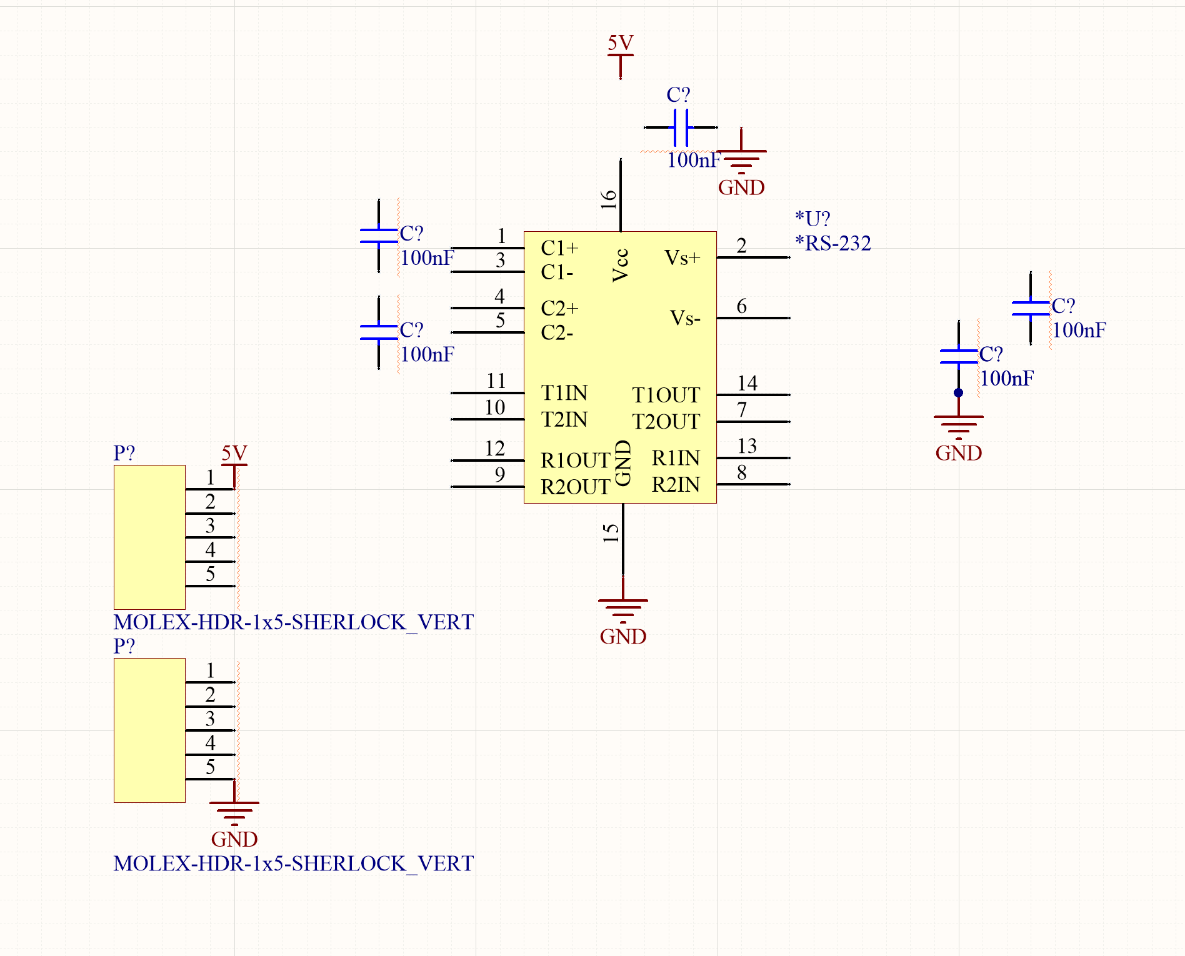 5V
C?
100nF
GND
16
*U?
*RS-232
C?
100nF
C?
100nF
1
3
4
5
11
10
12
9
C1+
C1-
C2+
C2-
T1IN
T2IN
R1OUT
R2OUT
Vcc
GND
Vs+
Vs-
T1OUT
T2OUT
R1IN
R2IN
2
6
14
7
13
8
15
GND
C?
100nF
C?
100nF
GND
P?
5V
1
2
3
4
5
MOLEX-HDR-1x5-SHERLOCK_VERT
P?
1
2
3
4
5
GND
MOLEX-HDR-1x5-SHERLOCK_VERT